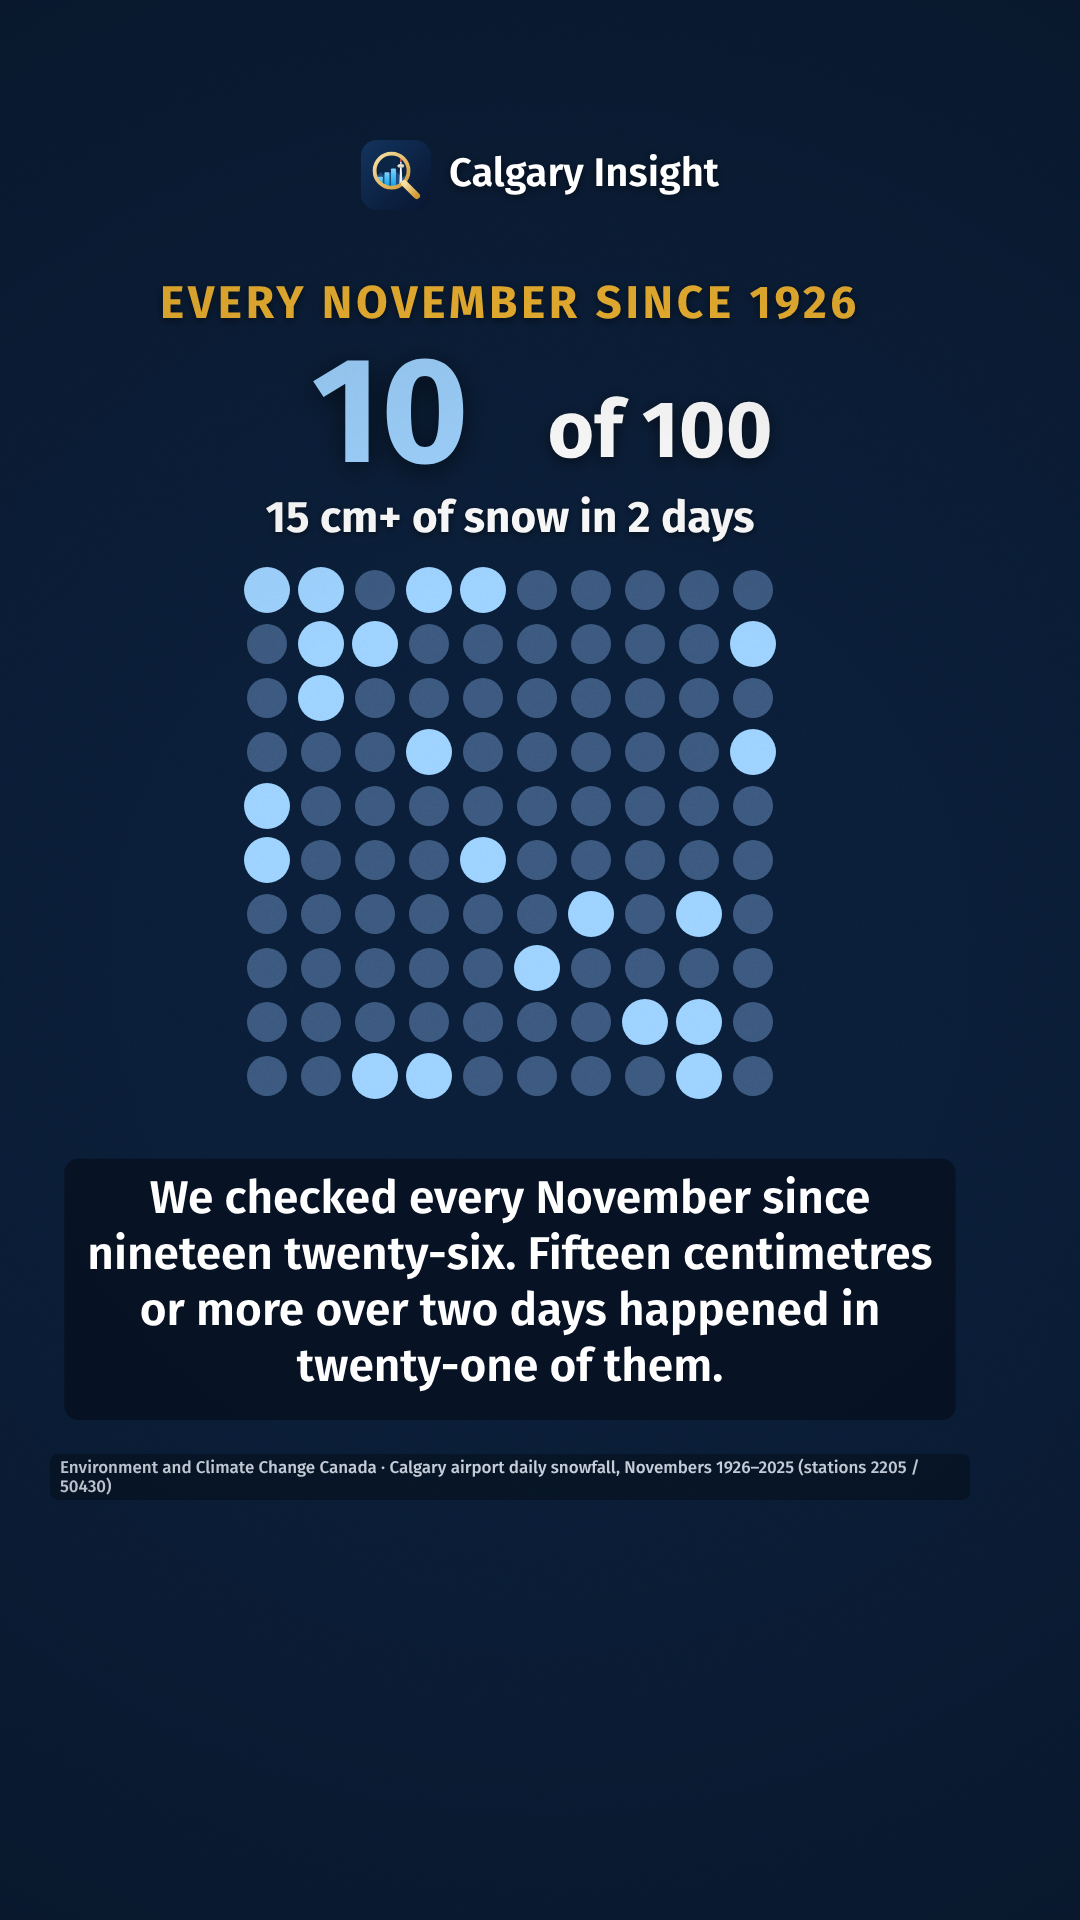 Calgary Insight
EVERY NOVEMBER SINCE 1926
10 of 100
15 cm+ of snow in 2 days
We checked every November since
nineteen twenty-six. Fifteen centimetres
or more over two days happened in
twenty-one of them.
Environment and Climate Change Canada · Calgary airport daily snowfall, Novembers 1926–2025 (stations 2205 /
50430)